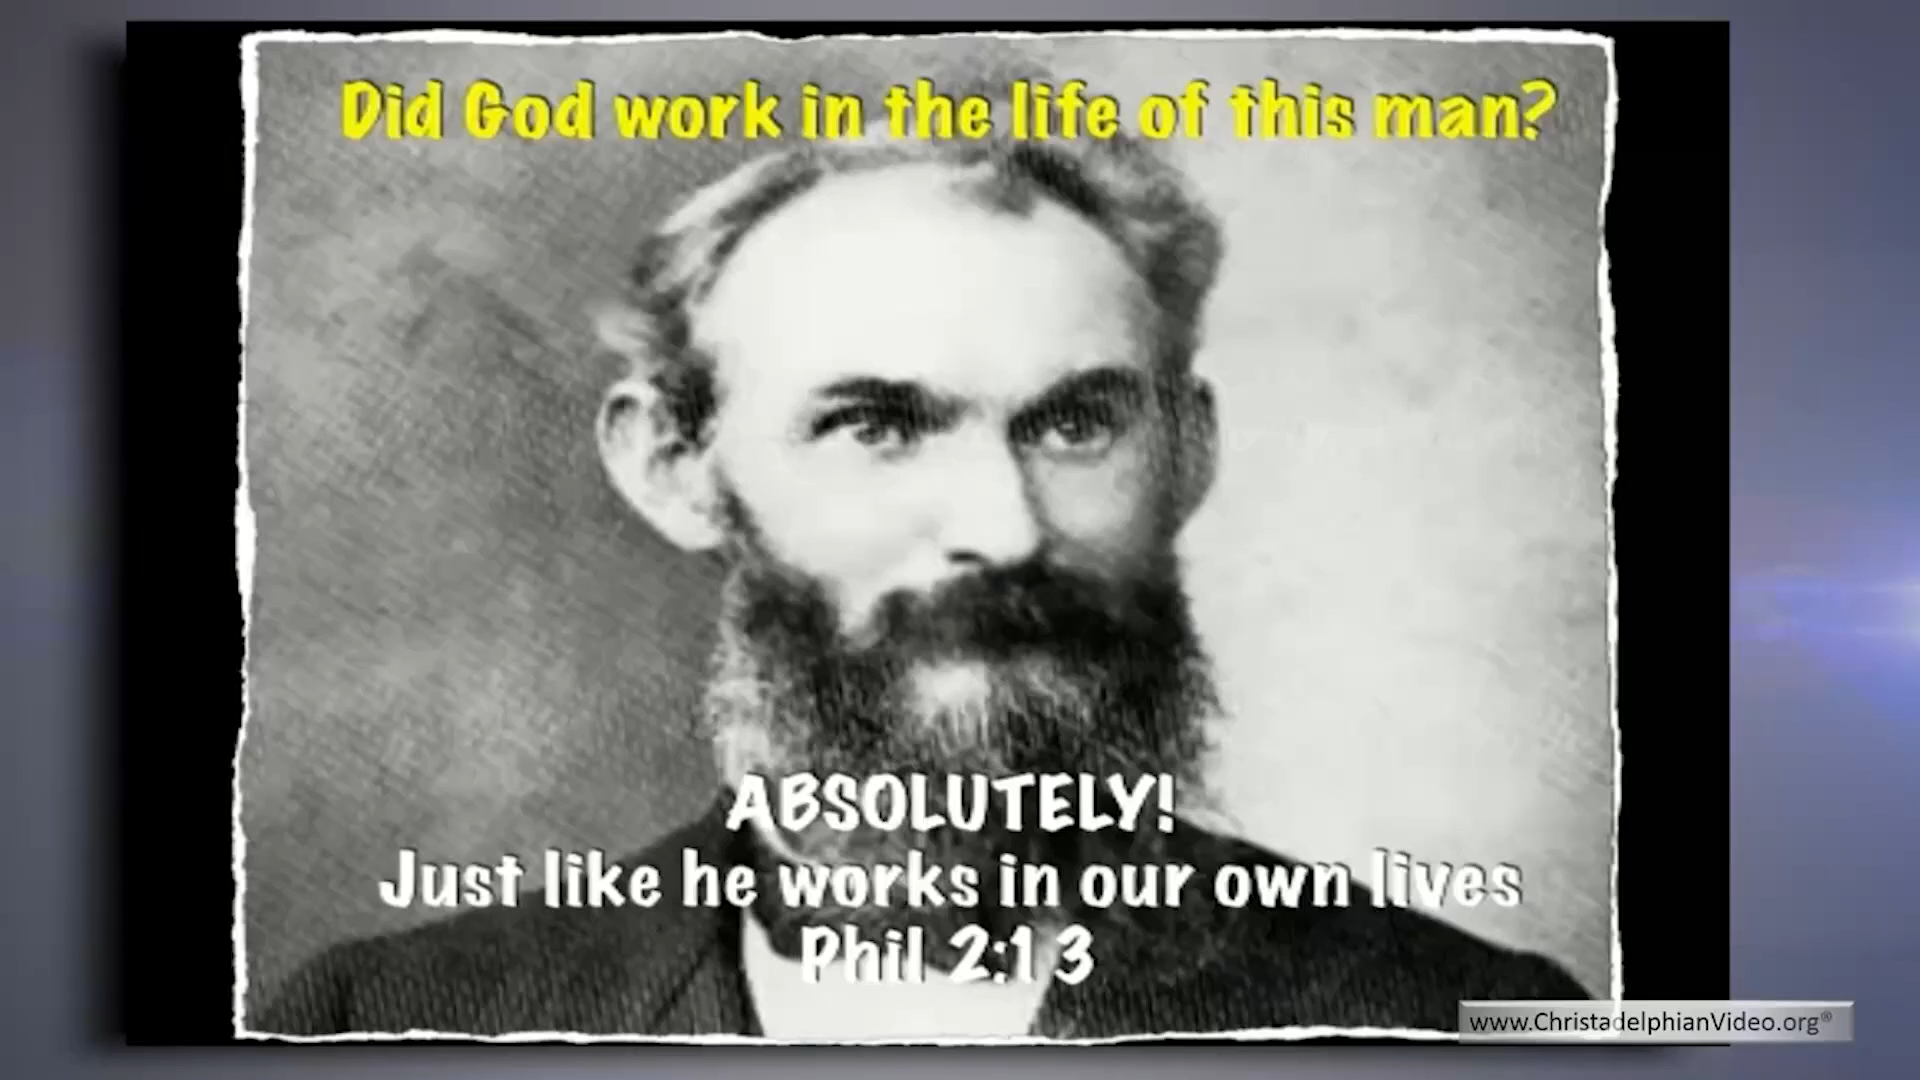 Did God work in the life of this man?
ABSOLUTELY!
Just like he works in our own lives
Phil 2:13
www.ChristadelphianVideo.org®